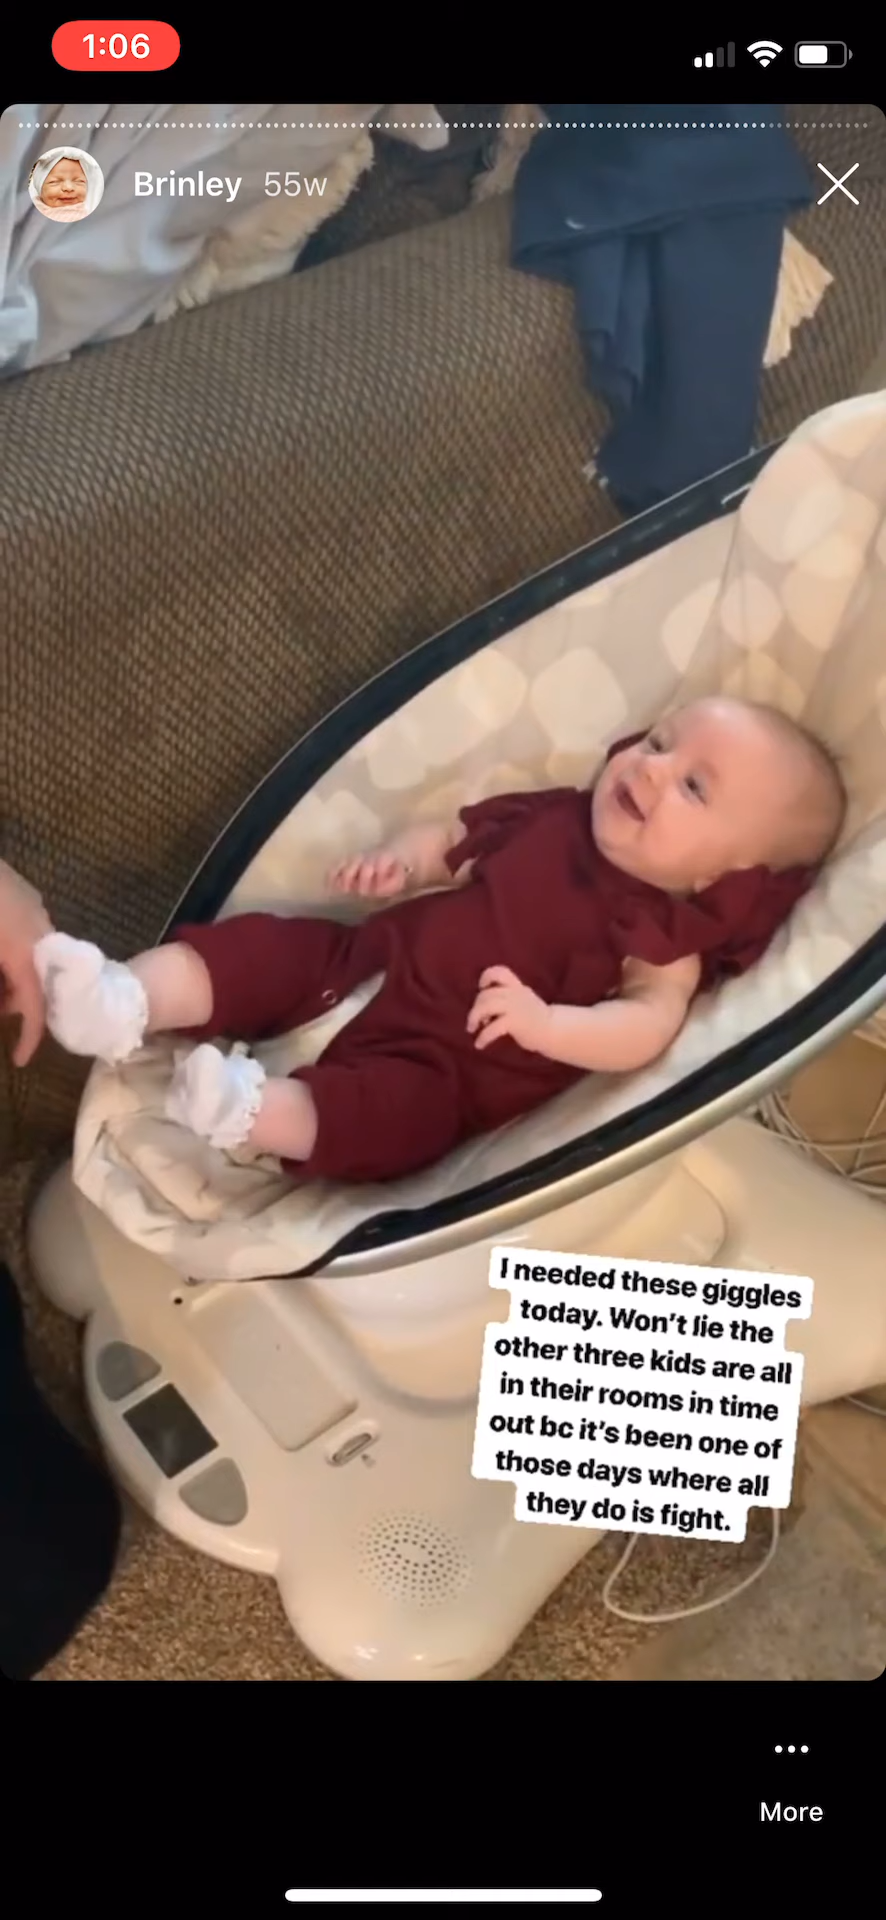 1:06
Brinley 55w
I needed these giggles
today. Won't lie the
other three kids are all
in their rooms in time
out bc it's been one of
those days where all
they do is fight.
More